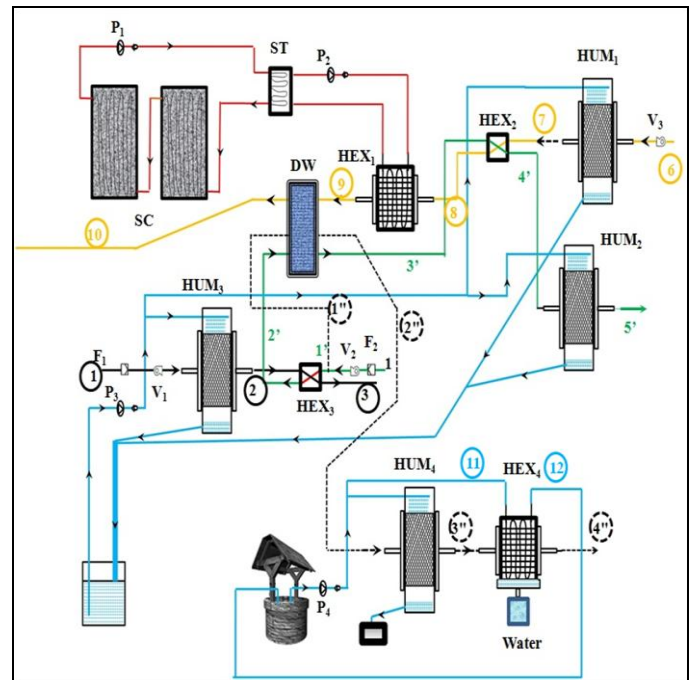 P1
ST
P2
HUM1
V3
6
HEX2
7
4'
HEX1
DW
9
8
SC
10
3'
HUM2
5'
HUM3
1"
2"
2'
1'
V2
F2
1
F1
1
V1
P3
2
HEX3
3
HUM4
11
HEX4
12
3"
4"
P4
Water